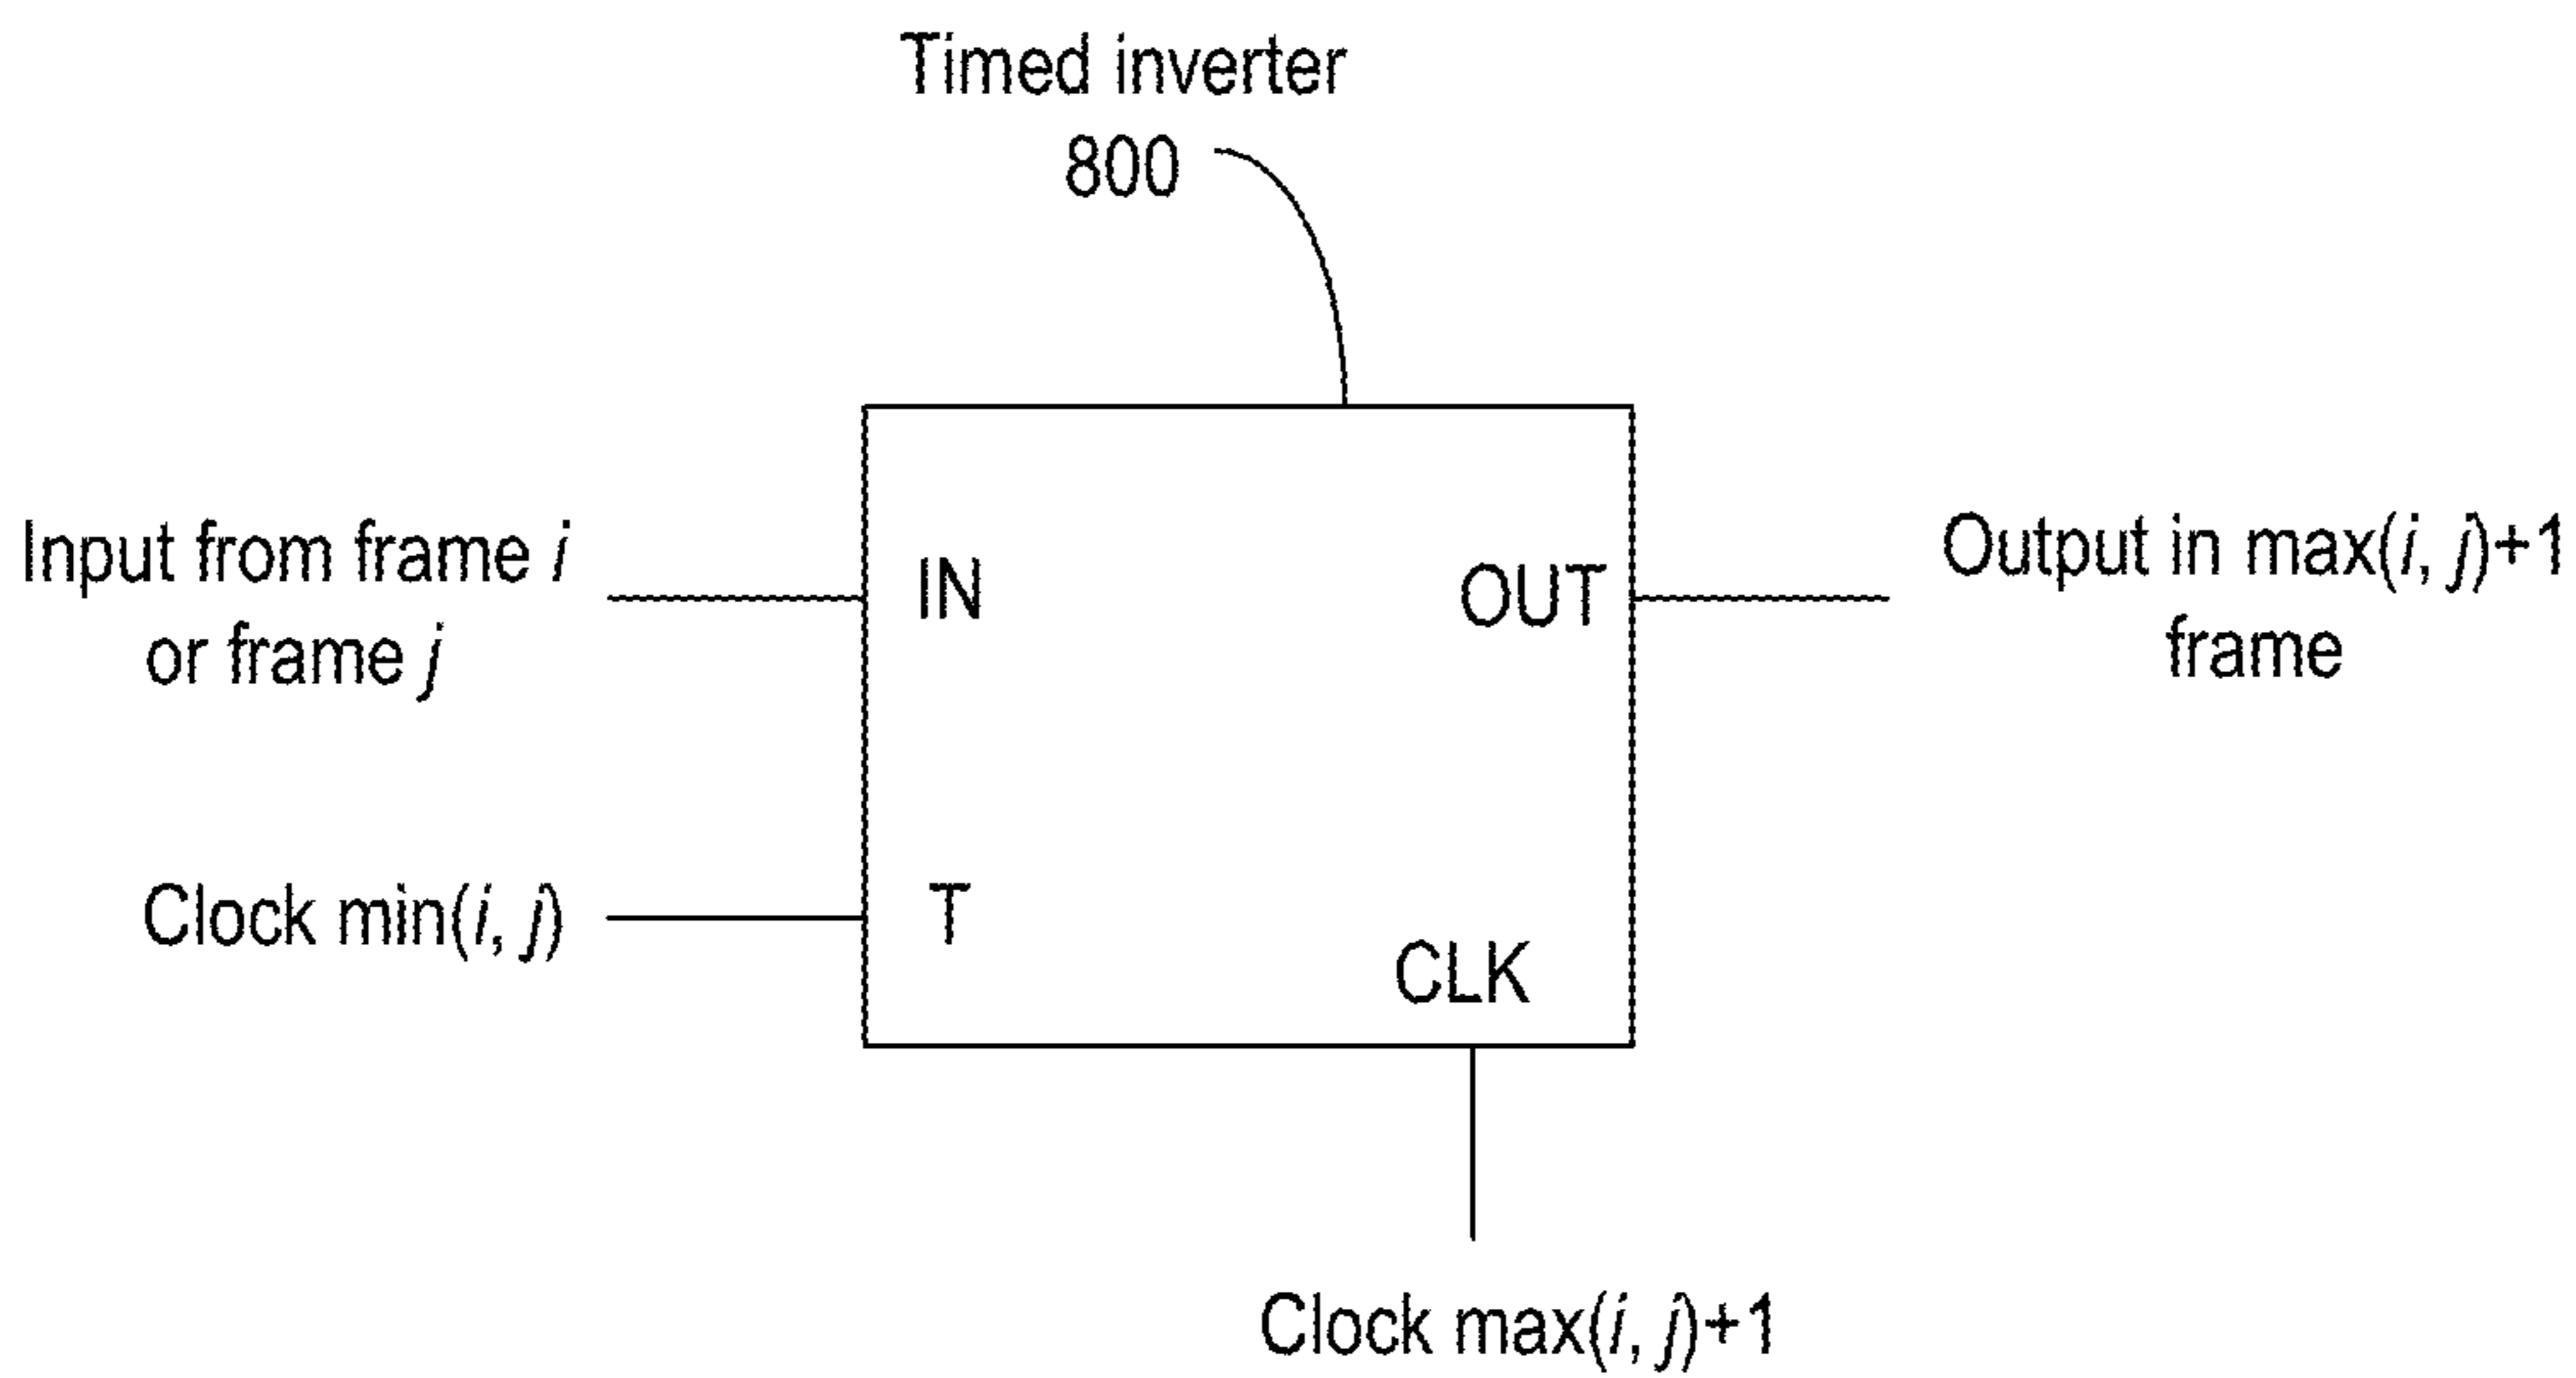 Timed inverter
800
Input from frame i
or frame j
IN
OUT
Output in max(i, j)+1
frame
Clock min(i, j)
T
CLK
Clock max(i, j)+1